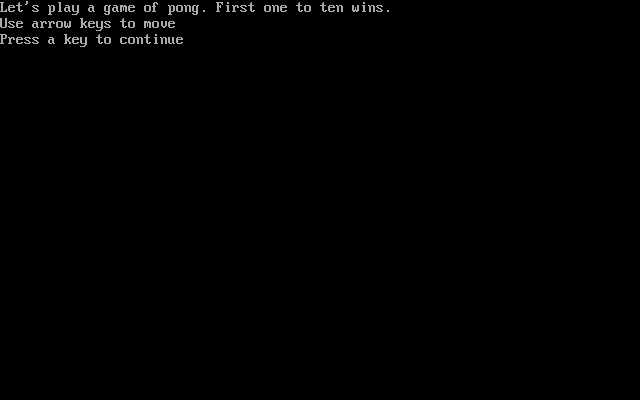 Let's play a game of pong. First one to ten wins.
Use arrow keys to move
Press a key to continue